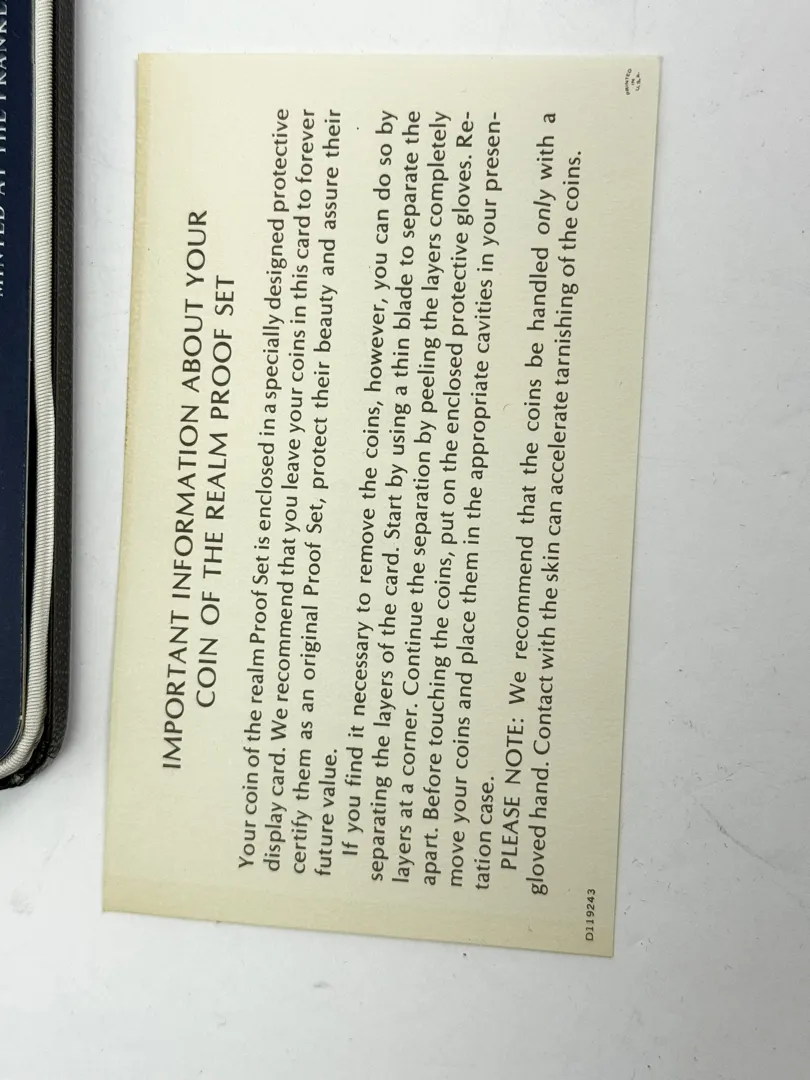 MINTED AT THE FRANKL
IMPORTANT INFORMATION ABOUT YOUR
COIN OF THE REALM PROOF SET
Your coin of the realm Proof Set is enclosed in a specially designed protective
display card. We recommend that you leave your coins in this card to forever
certify them as an original Proof Set, protect their beauty and assure their
future value.
If you find it necessary to remove the coins, however, you can do so by
separating the layers of the card. Start by using a thin blade to separate the
layers at a corner. Continue the separation by peeling the layers completely
apart. Before touching the coins, put on the enclosed protective gloves. Re-
move your coins and place them in the appropriate cavities in your presen-
tation case.
PLEASE NOTE: We recommend that the coins be handled only with a
gloved hand. Contact with the skin can accelerate tarnishing of the coins.
D119243
PRINTED
IN
U.S.A.